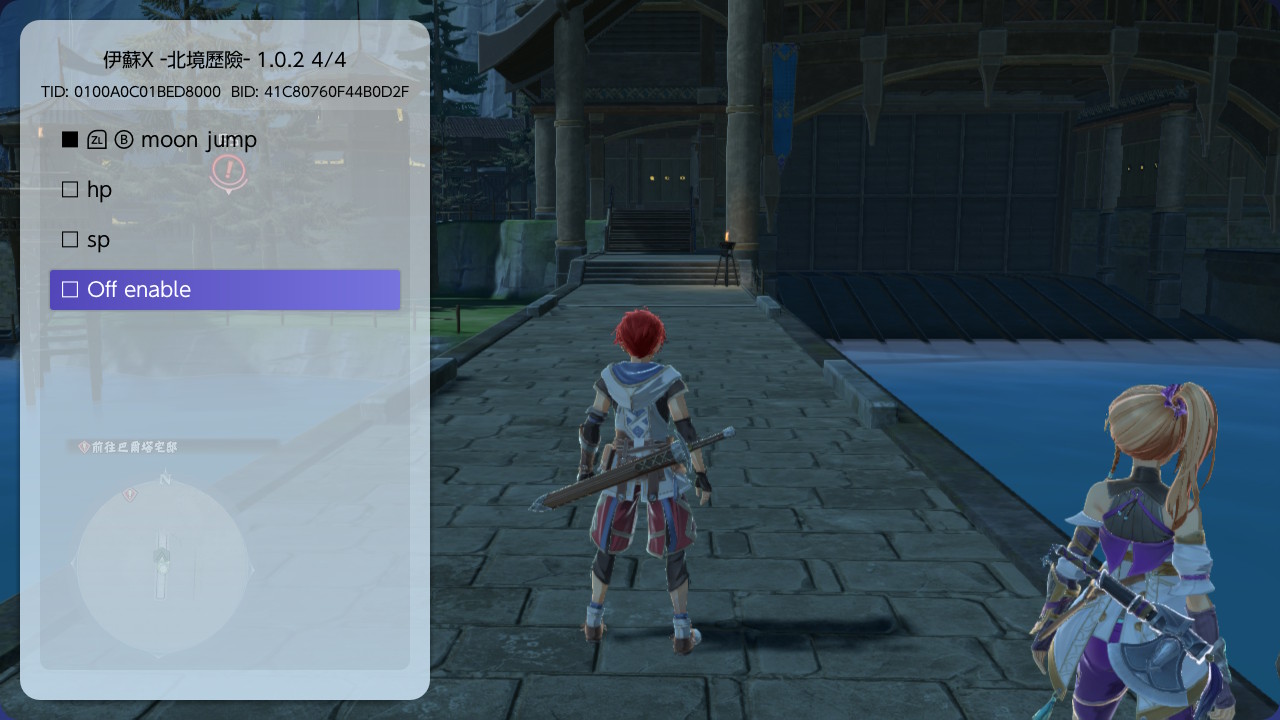 伊蘇X -北境歷險- 1.0.2 4/4
TID: 0100A0C01BED8000 BID: 41C80760F44B0D2F
ZL B moon jump
hp
sp
Off enable
前往巴爾塔宅邸
N